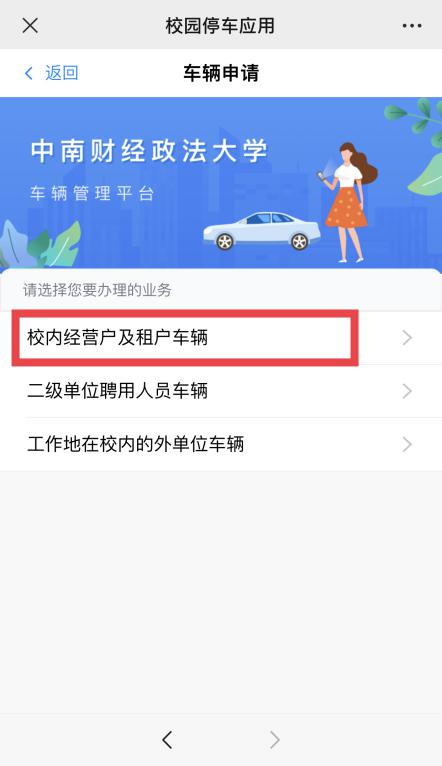 校园停车应用
返回
车辆申请
中南财经政法大学
车辆管理平台
请选择您要办理的业务
校内经营户及租户车辆
二级单位聘用人员车辆
工作地在校内的外单位车辆